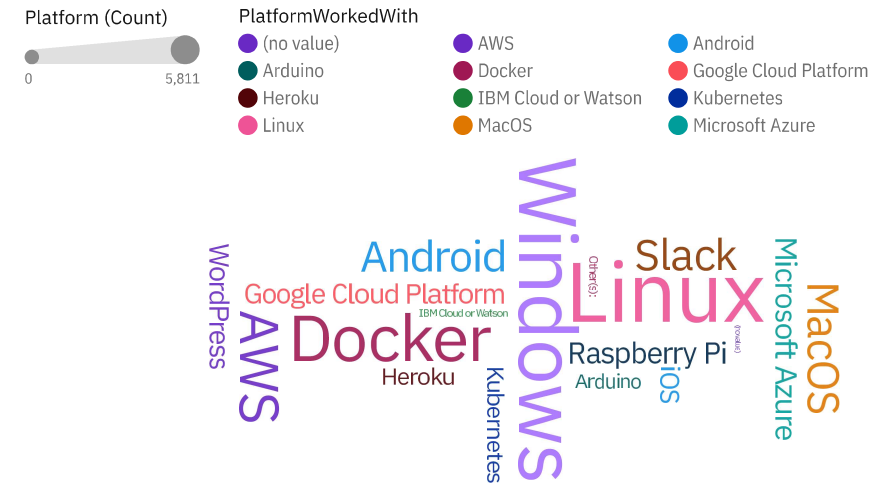 Platform (Count)
0
5,811
PlatformWorkedWith
(no value)
AWS
Android
Arduino
Docker
Google Cloud Platform
Heroku
IBM Cloud or Watson
Kubernetes
Linux
MacOS
Microsoft Azure
WordPress
Android
Google Cloud Platform
IBM Cloud or Watson
AWS
Docker
Heroku
Kubernetes
Windows
Other(s):
Slack
Linux
(no value)
Raspberry Pi
Arduino
iOS
Microsoft Azure
MacOS